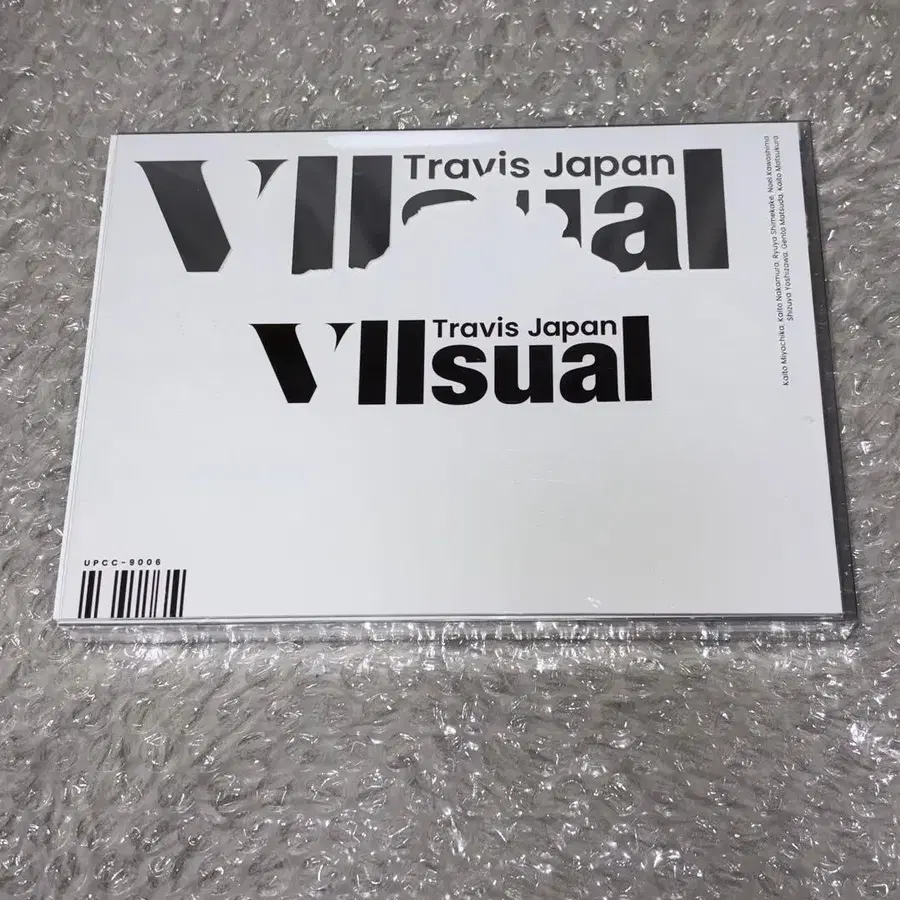 Travis Japan
VIIsual
Travis Japan
VIIsual
Kaito Miyachika, Kaito Nakamura, Ryuya Shimekake, Noel Kawashima
Shizuya Yoshizawa, Genta Matsuda, Kaito Matsukura
UPCC-9006